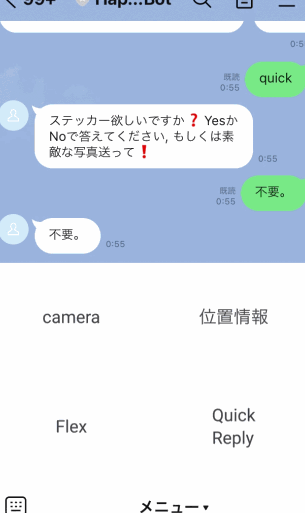 99+ Hap...Bot
0:5
既読
0:55
quick
ステッカー欲しいですか❓ Yesか
Noで答えてください, もしくは素
敵な写真送って❗
0:55
既読
0:55
不要。
不要。
0:55
camera
位置情報
Flex
Quick
Reply
メニュー▾